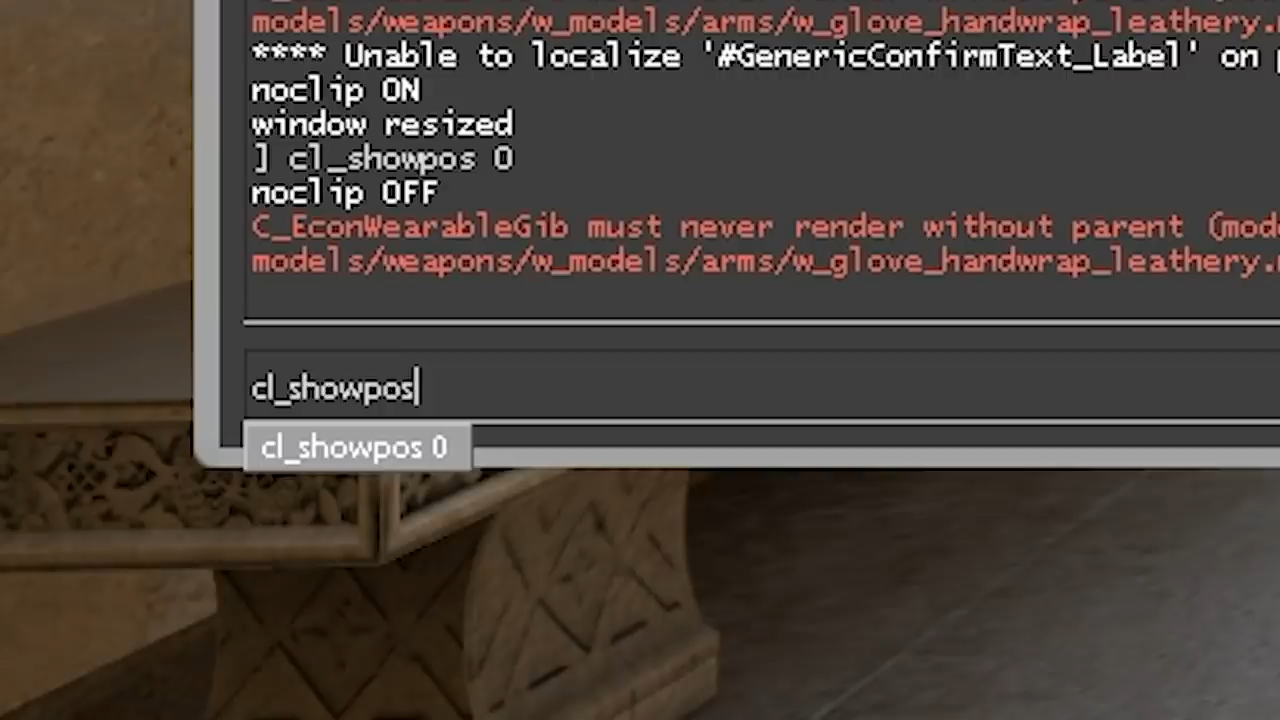 models/weapons/w_models/arms/w_glove_handwrap_leathery.
**** Unable to localize '#GenericConfirmText_Label' on
noclip ON
window resized
] cl_showpos 0
noclip OFF
C_EconWearableGib must never render without parent (mod
models/weapons/w_models/arms/w_glove_handwrap_leathery.
cl_showpos
cl_showpos 0